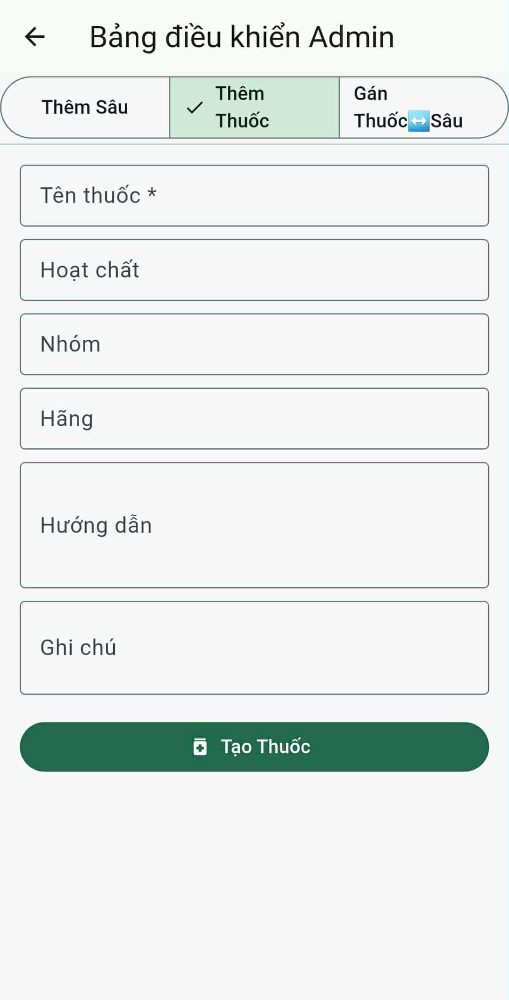 Bảng điều khiển Admin
Thêm Sâu
Thêm
Thuốc
Gán
Thuốc↔️Sâu
Tên thuốc *
Hoạt chất
Nhóm
Hãng
Hướng dẫn
Ghi chú
Tạo Thuốc